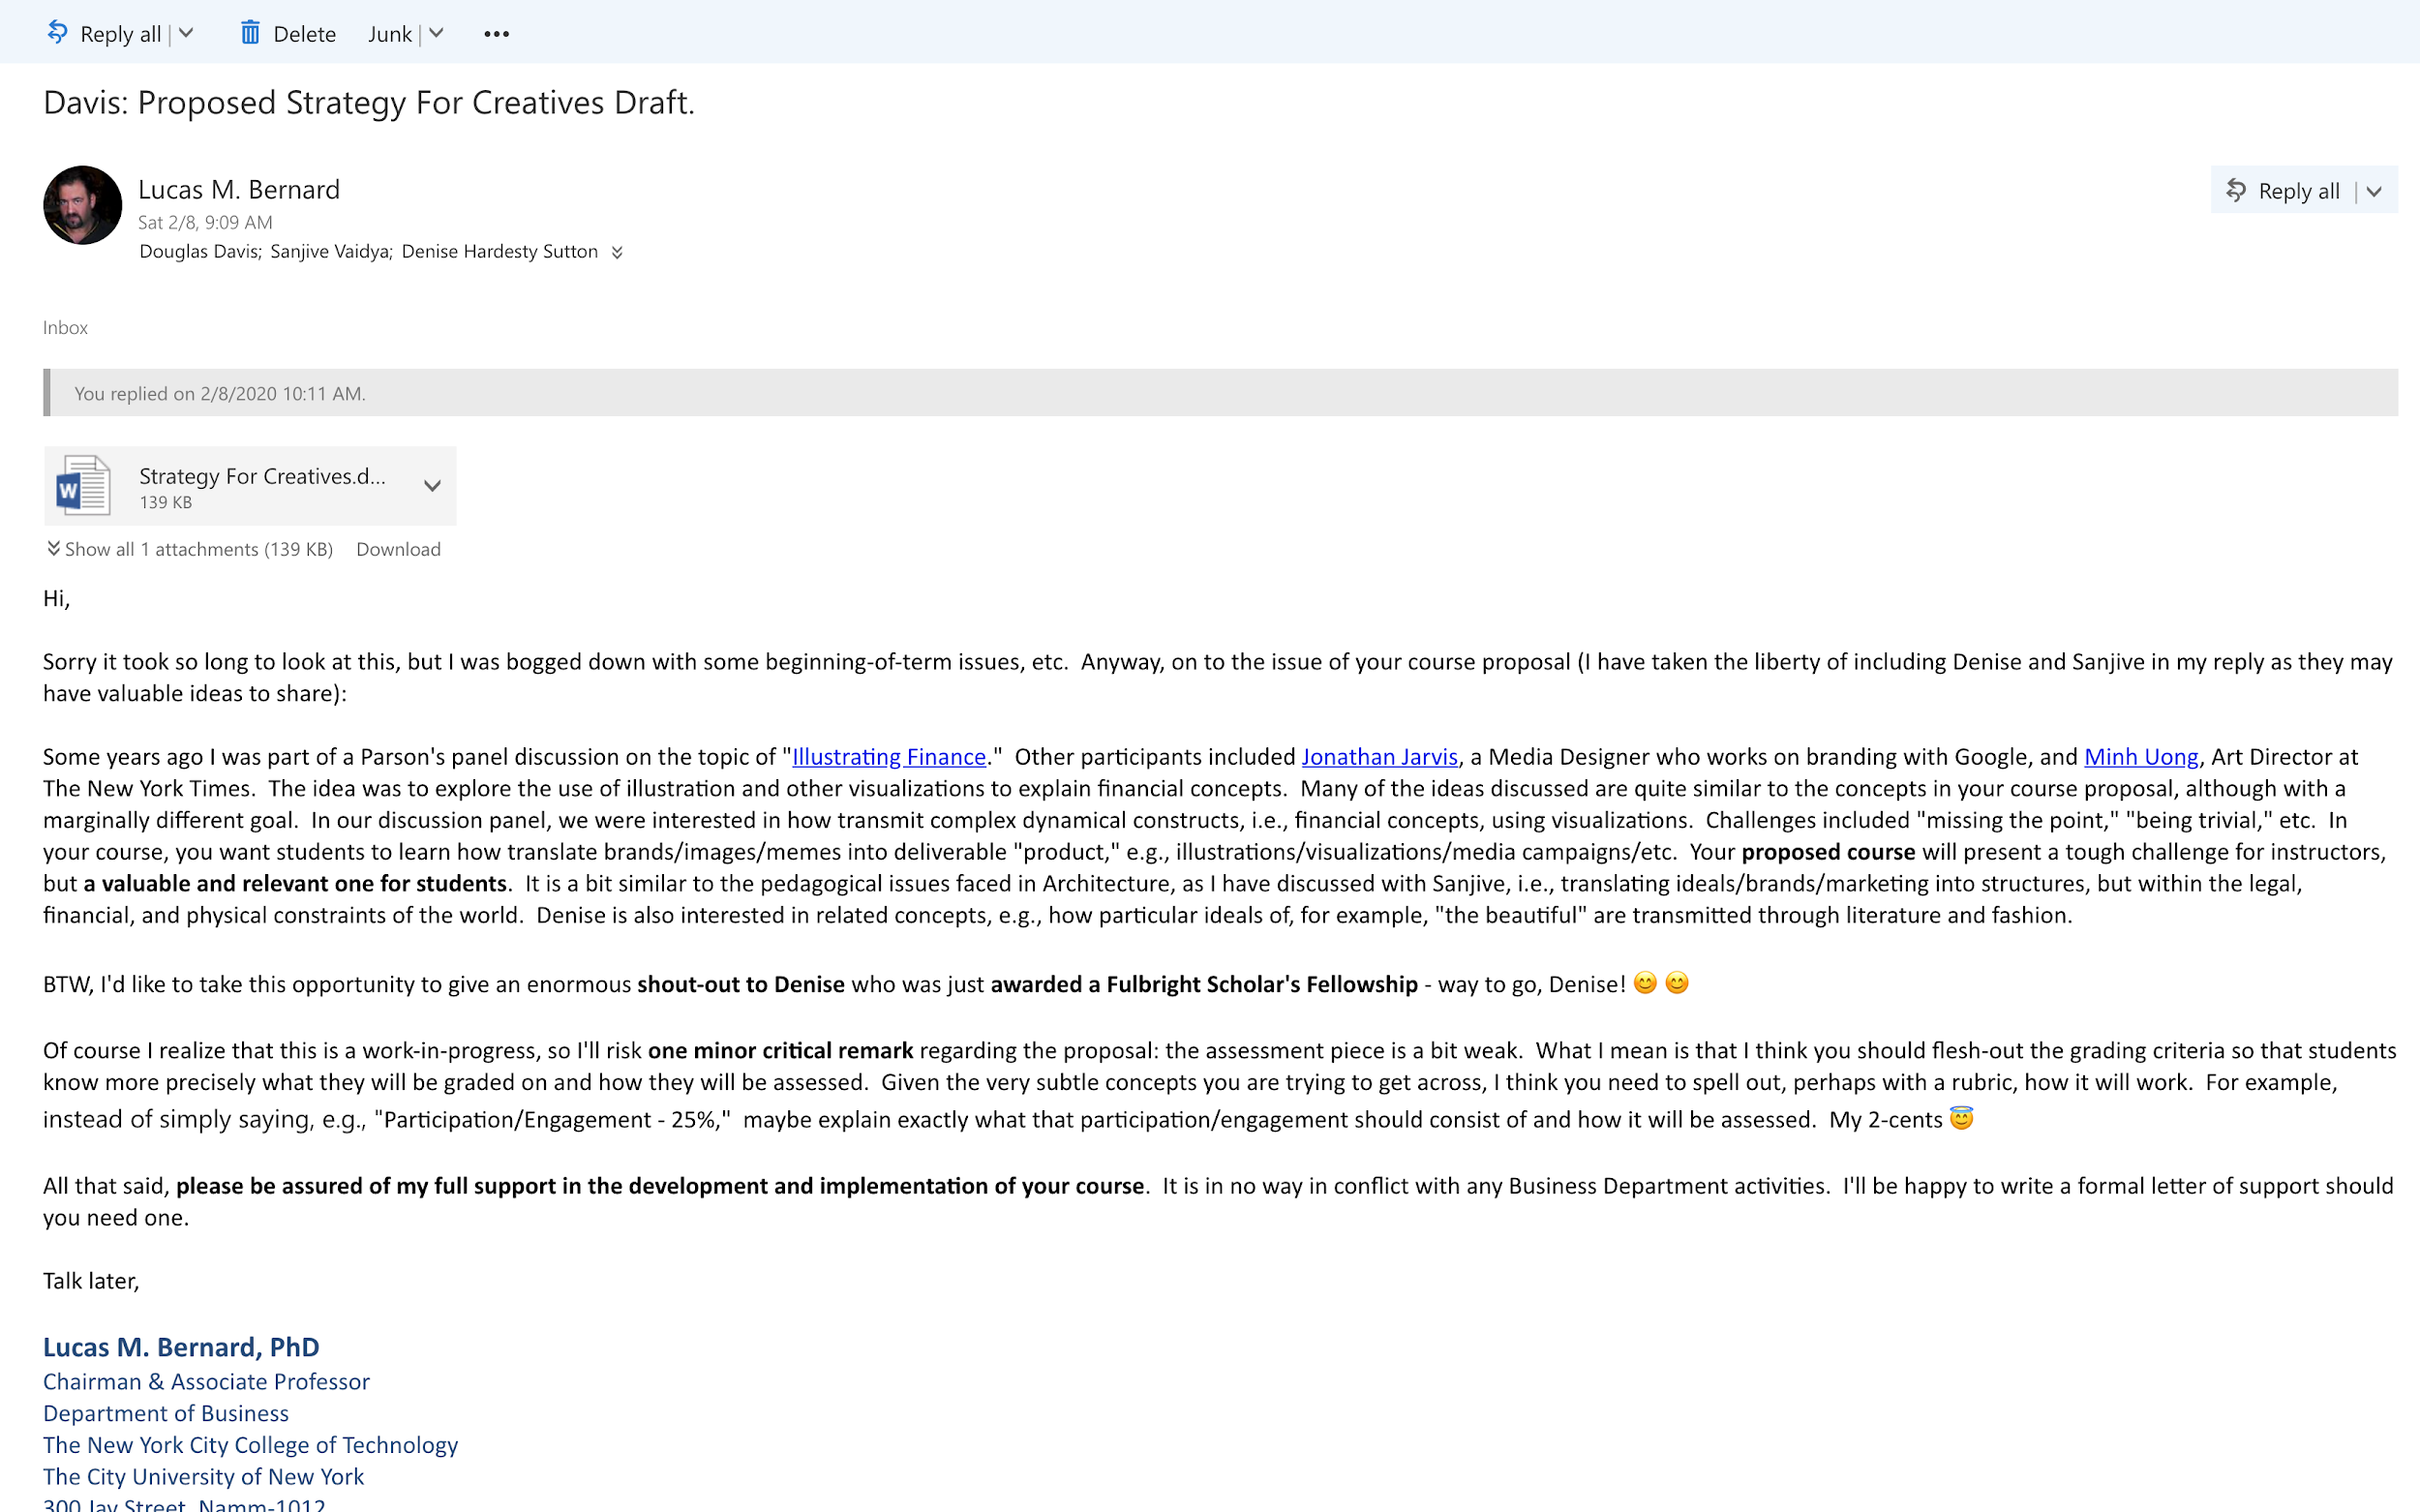 Reply all | Delete Junk | •••
Davis: Proposed Strategy For Creatives Draft.
Lucas M. Bernard
Reply all |
Sat 2/8, 9:09 AM
Douglas Davis; Sanjive Vaidya; Denise Hardesty Sutton
Inbox
You replied on 2/8/2020 10:11 AM.
W
Strategy For Creatives.d...
139 KB
Show all 1 attachments (139 KB) Download
Hi,
Sorry it took so long to look at this, but I was bogged down with some beginning-of-term issues, etc.  Anyway, on to the issue of your course proposal (I have taken the liberty of including Denise and Sanjive in my reply as they may
have valuable ideas to share):
Some years ago I was part of a Parson's panel discussion on the topic of "Illustrating Finance."  Other participants included Jonathan Jarvis, a Media Designer who works on branding with Google, and Minh Uong, Art Director at
The New York Times.  The idea was to explore the use of illustration and other visualizations to explain financial concepts.  Many of the ideas discussed are quite similar to the concepts in your course proposal, although with a
marginally different goal.  In our discussion panel, we were interested in how transmit complex dynamical constructs, i.e., financial concepts, using visualizations.  Challenges included "missing the point," "being trivial," etc.  In
your course, you want students to learn how translate brands/images/memes into deliverable "product," e.g., illustrations/visualizations/media campaigns/etc.  Your proposed course will present a tough challenge for instructors,
but a valuable and relevant one for students.  It is a bit similar to the pedagogical issues faced in Architecture, as I have discussed with Sanjive, i.e., translating ideals/brands/marketing into structures, but within the legal,
financial, and physical constraints of the world.  Denise is also interested in related concepts, e.g., how particular ideals of, for example, "the beautiful" are transmitted through literature and fashion.
BTW, I'd like to take this opportunity to give an enormous shout-out to Denise who was just awarded a Fulbright Scholar's Fellowship - way to go, Denise! 😊 😊
Of course I realize that this is a work-in-progress, so I'll risk one minor critical remark regarding the proposal: the assessment piece is a bit weak.  What I mean is that I think you should flesh-out the grading criteria so that students
know more precisely what they will be graded on and how they will be assessed.  Given the very subtle concepts you are trying to get across, I think you need to spell out, perhaps with a rubric, how it will work.  For example,
instead of simply saying, e.g., "Participation/Engagement - 25%,"  maybe explain exactly what that participation/engagement should consist of and how it will be assessed.  My 2-cents 😇
All that said, please be assured of my full support in the development and implementation of your course.  It is in no way in conflict with any Business Department activities.  I'll be happy to write a formal letter of support should
you need one.
Talk later,
Lucas M. Bernard, PhD
Chairman & Associate Professor
Department of Business
The New York City College of Technology
The City University of New York
300 Jay Street, Namm-1012